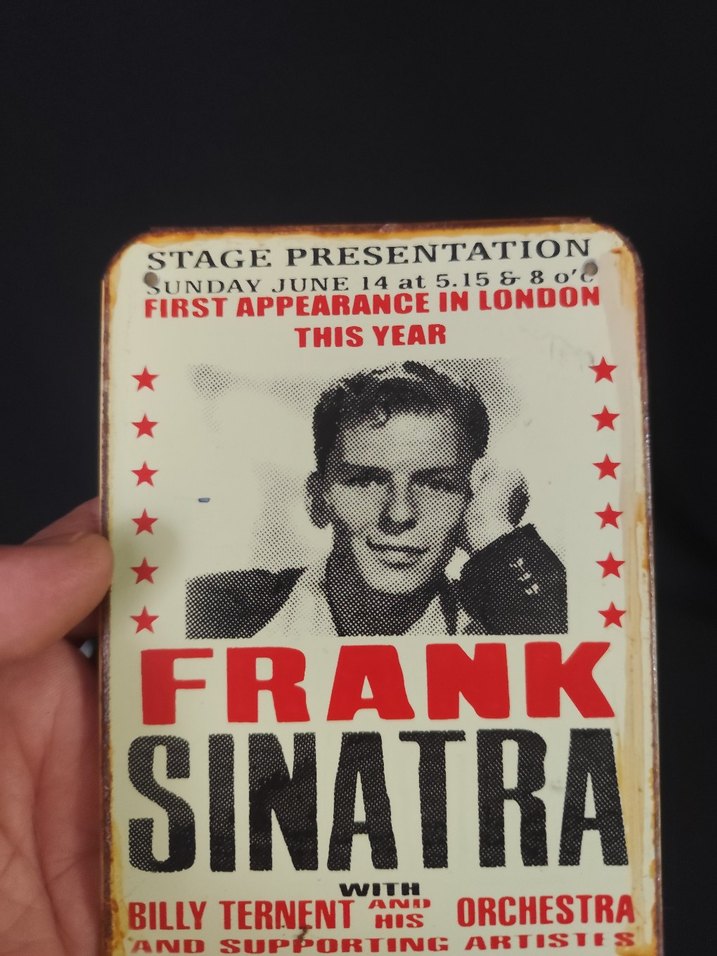 STAGE PRESENTATION
SUNDAY JUNE 14 at 5.15 & 8 o'c
FIRST APPEARANCE IN LONDON
THIS YEAR
FRANK
SINATRA
WITH
BILLY TERNENT AND HIS ORCHESTRA
AND SUPPORTING ARTISTES